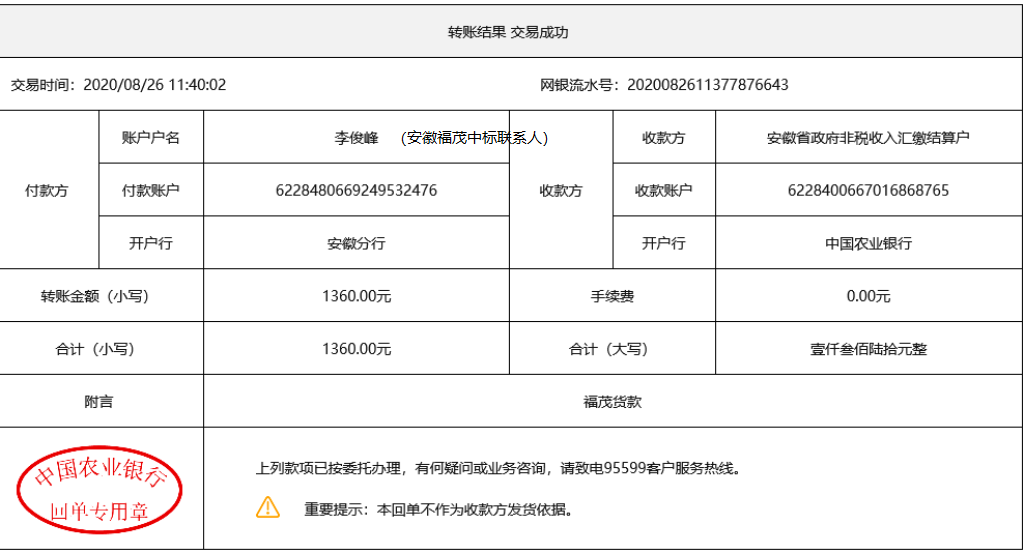 转账结果 交易成功
交易时间：2020/08/26 11:40:02 网银流水号：2020082611377876643
付款方 账户户名 李俊峰 （安徽福茂中标联系人） 收款方 收款方 安徽省政府非税收入汇缴结算户
付款账户 6228480669249532476 收款账户 6228400667016868765
开户行 安徽分行 开户行 中国农业银行
转账金额（小写） 1360.00元 手续费 0.00元
合计（小写） 1360.00元 合计（大写） 壹仟叁佰陆拾元整
附言 福茂货款
中国农业银行
回单专用章
上列款项已按委托办理，有何疑问或业务咨询，请致电95599客户服务热线。
重要提示：本回单不作为收款方发货依据。